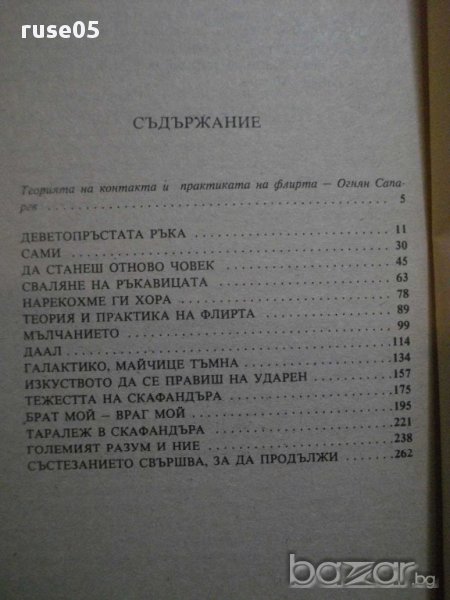 ruse05
СЪДЪРЖАНИЕ
Теорията на контакта и практиката на флирта – Огнян Сапа-
рев . . . . . . . . . . 5
ДЕВЕТОПРЪСТАТА РЪКА . . . . . . . . . . 11
САМИ . . . . . . . . . . 30
ДА СТАНЕШ ОТНОВО ЧОВЕК . . . . . . . . . . 45
СВАЛЯНЕ НА РЪКАВИЦАТА . . . . . . . . . . 63
НАРЕКОХМЕ ГИ ХОРА . . . . . . . . . . 78
ТЕОРИЯ И ПРАКТИКА НА ФЛИРТА . . . . . . . . . . 89
МЪЛЧАНИЕТО . . . . . . . . . . 99
ДААЛ . . . . . . . . . . 114
ГАЛАКТИКО, МАЙЧИЦЕ ТЪМНА . . . . . . . . . . 134
ИЗКУСТВОТО ДА СЕ ПРАВИШ НА УДАРЕН . . . . . . . . . . 157
ТЕЖЕСТТА НА СКАФАНДЪРА . . . . . . . . . . 175
БРАТ МОЙ – ВРАГ МОЙ . . . . . . . . . . 195
ТАРАЛЕЖ В СКАФАНДЪРА . . . . . . . . . . 221
ГОЛЕМИЯТ РАЗУМ И НИЕ . . . . . . . . . . 238
СЪСТЕЗАНИЕТО СВЪРШВА, ЗА ДА ПРОДЪЛЖИ . . . . . . . . . . 262
bazar.bg